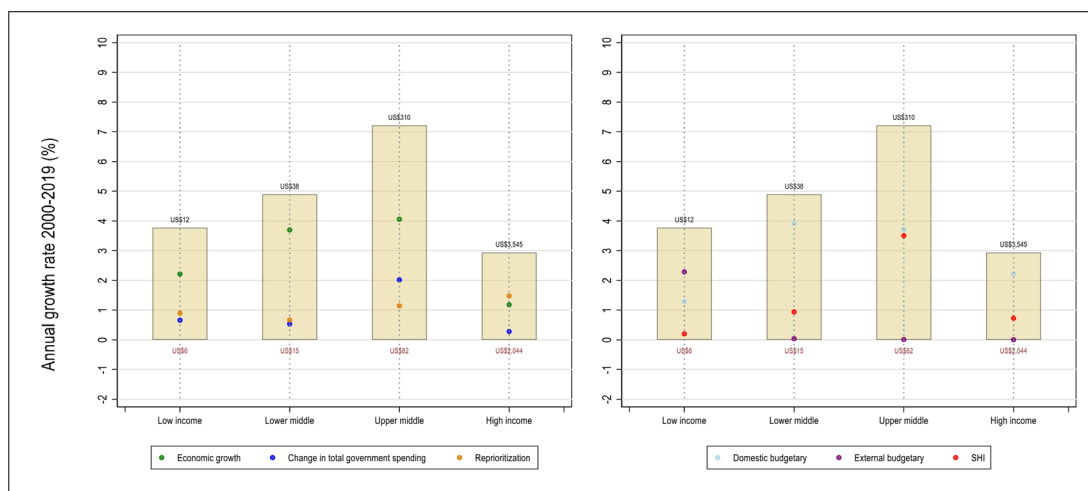 Annual growth rate 2000-2019 (%)
10
9
8
7
6
5
4
3
2
1
0
-1
-2
US$12
US$38
US$310
US$3,545
US$6
US$15
US$82
US$2,044
Low income
Lower middle
Upper middle
High income
Economic growth
Change in total government spending
Reprioritization
10
9
8
7
6
5
4
3
2
1
0
-1
-2
US$12
US$38
US$310
US$3,545
US$6
US$15
US$82
US$2,044
Low income
Lower middle
Upper middle
High income
Domestic budgetary
External budgetary
SHI